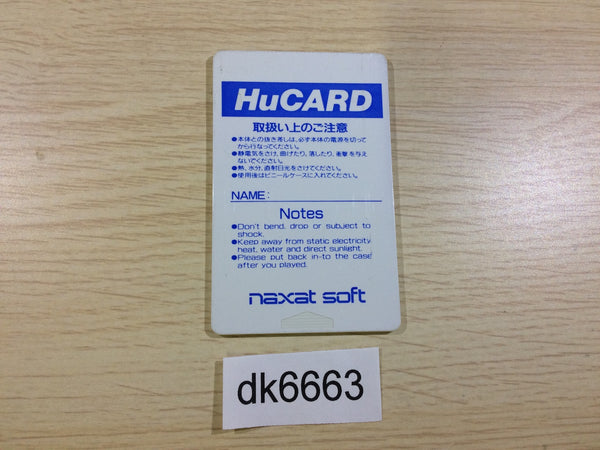 HuCARD
取扱い上のご注意
●本体との抜き差しは、必ず本体の電源を切って
から行なってください。
●静電気をさけ、曲げたり、落したり、衝撃を与え
ないでください。
●熱、水分、直射日光をさけてください。
●使用後はビニールケースに入れてください。
NAME:
Notes
●Don't bend, drop or subject to
shock.
●Keep away from static electricity,
heat, water and direct sunlight.
●Please put back in-to the case
after you played.
naxat soft
dk6663